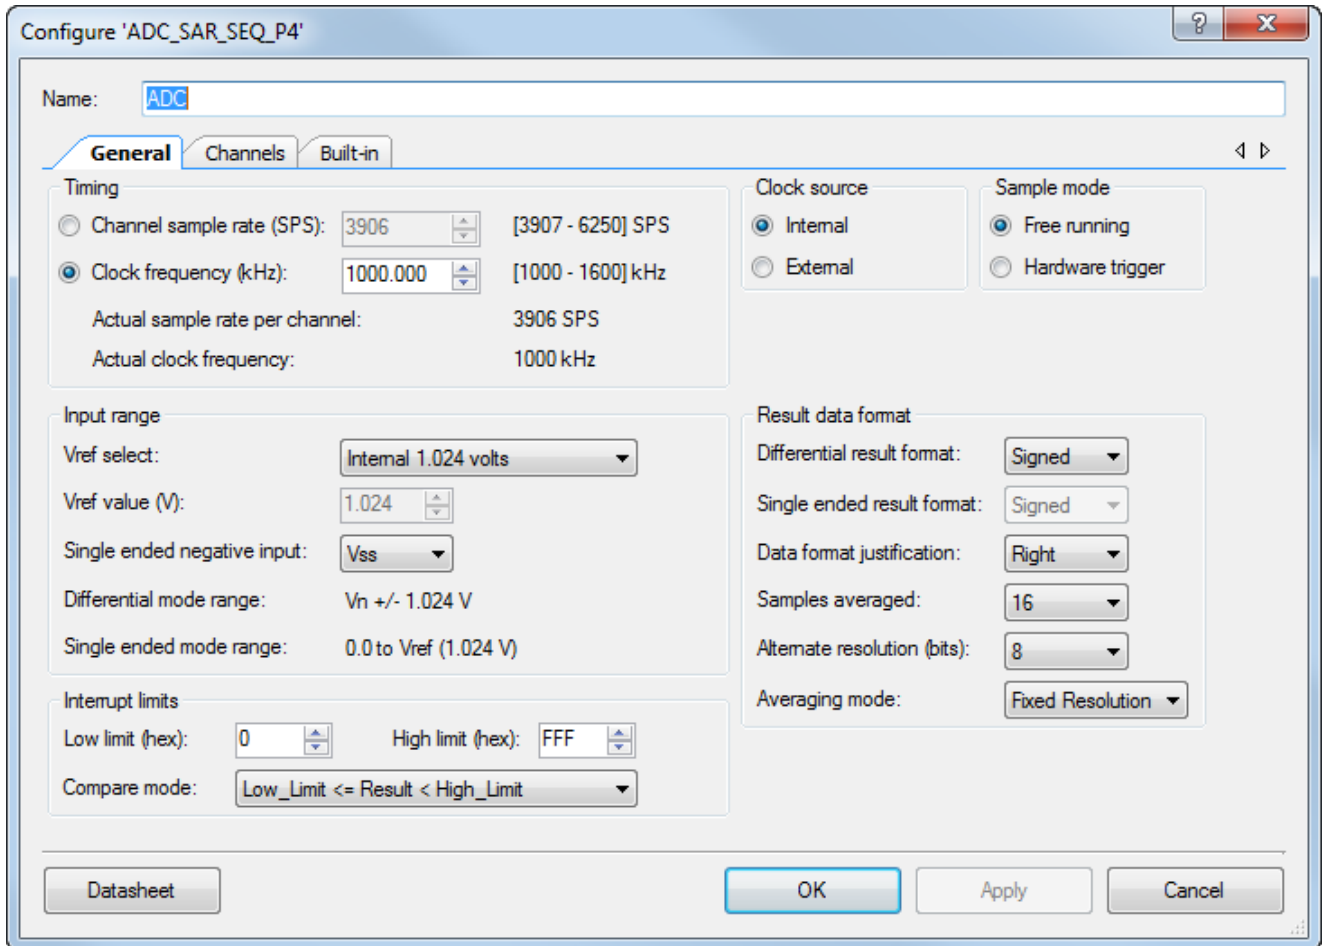 Configure 'ADC_SAR_SEQ_P4'
Name: ADC
General Channels Built-in
Timing
Channel sample rate (SPS): 3906 [3907 - 6250] SPS
Clock frequency (kHz): 1000.000 [1000 - 1600] kHz
Actual sample rate per channel: 3906 SPS
Actual clock frequency: 1000 kHz
Clock source
Internal
External
Sample mode
Free running
Hardware trigger
Input range
Vref select: Internal 1.024 volts
Vref value (V): 1.024
Single ended negative input: Vss
Differential mode range: Vn +/- 1.024 V
Single ended mode range: 0.0 to Vref (1.024 V)
Result data format
Differential result format: Signed
Single ended result format: Signed
Data format justification: Right
Samples averaged: 16
Alternate resolution (bits): 8
Averaging mode: Fixed Resolution
Interrupt limits
Low limit (hex): 0 High limit (hex): FFF
Compare mode: Low_Limit <= Result < High_Limit
Datasheet OK Apply Cancel